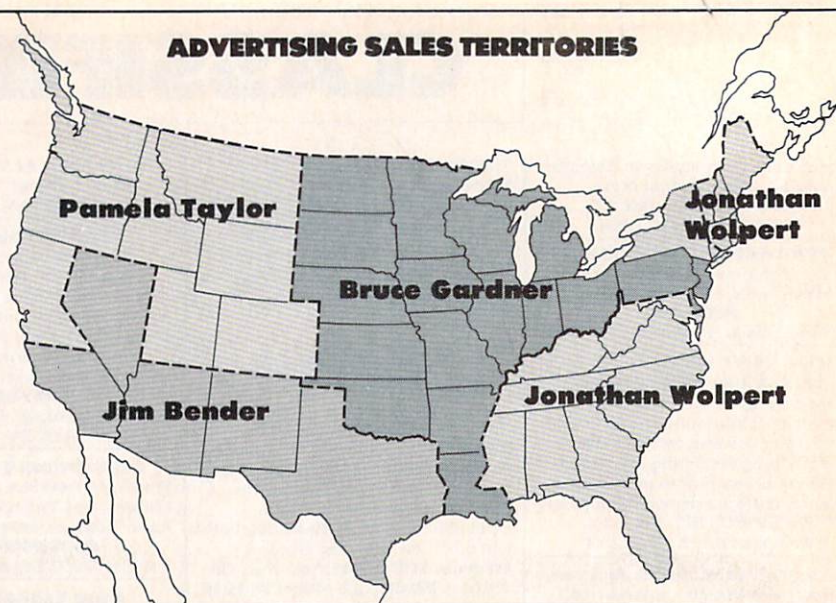 ADVERTISING SALES TERRITORIES
Pamela Taylor
Jonathan
Wolpert
Bruce Gardner
Jim Bender
Jonathan Wolpert